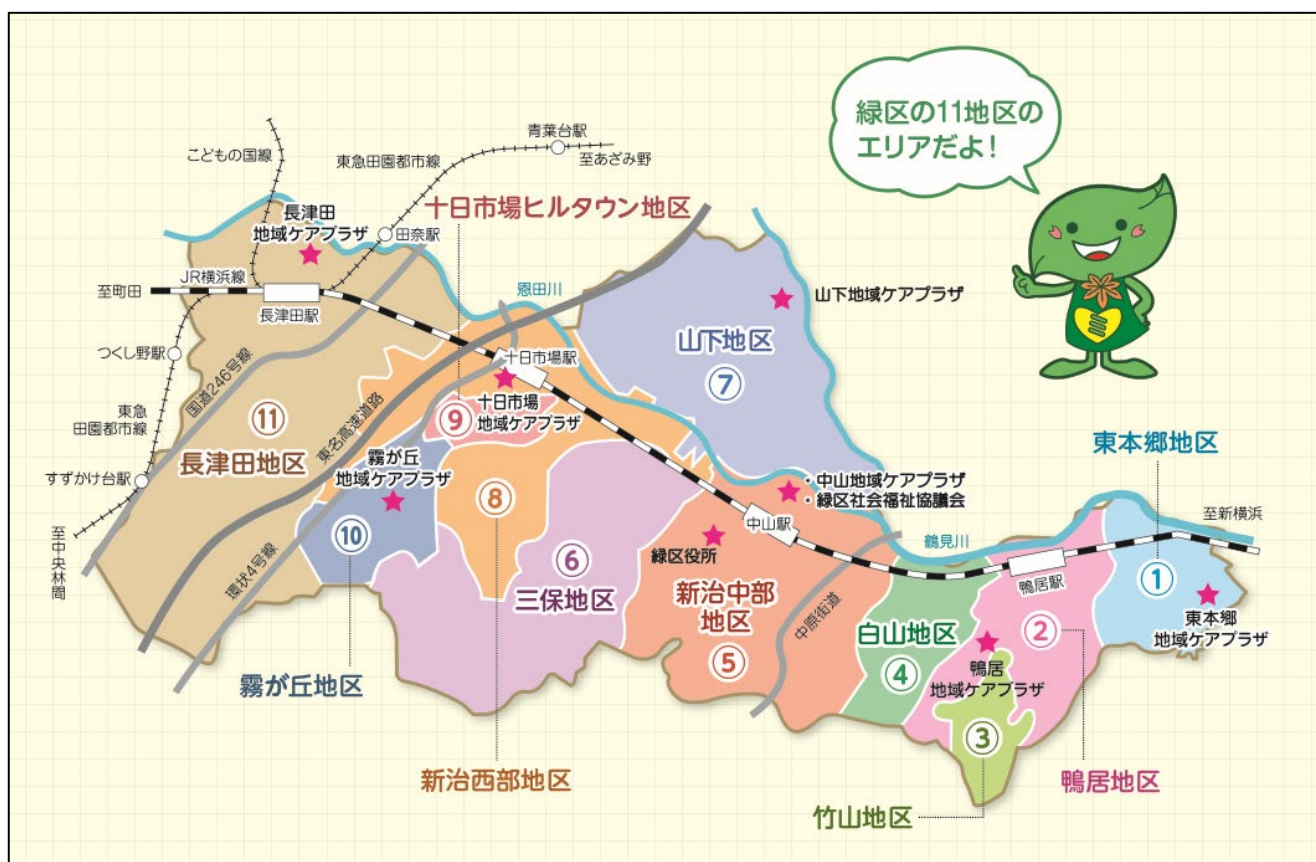 緑区の11地区の
エリアだよ！
こどもの国線
東急田園都市線
青葉台駅
至あざみ野
十日市場ヒルタウン地区
長津田
地域ケアプラザ
田奈駅
JR横浜線
至町田
長津田駅
恩田川
山下地域ケアプラザ
山下地区
⑦
つくし野駅
国道246号線
東急
田園都市線
すずかけ台駅
至中央林間
⑪
長津田地区
東名高速道路
環状4号線
十日市場駅
十日市場
地域ケアプラザ
⑨
霧が丘
地域ケアプラザ
⑩
⑧
⑥
三保地区
・中山地域ケアプラザ
・緑区社会福祉協議会
中山駅
緑区役所
新治中部
地区
⑤
中原街道
鶴見川
白山地区
④
鴨居駅
②
鴨居
地域ケアプラザ
③
東本郷地区
至新横浜
①
東本郷
地域ケアプラザ
霧が丘地区
新治西部地区
竹山地区
鴨居地区